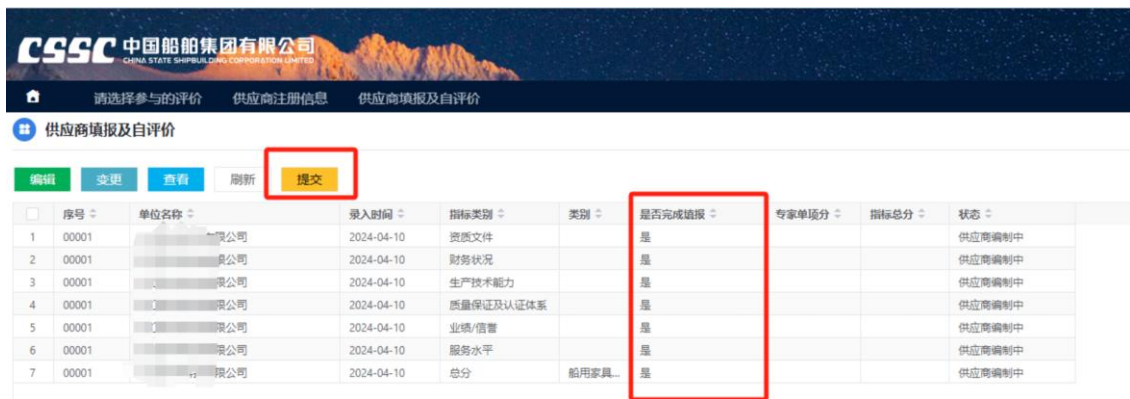 CSSC 中国船舶集团有限公司
CHINA STATE SHIPBUILDING CORPORATION LIMITED
请选择参与的评价 供应商注册信息 供应商填报及自评价
供应商填报及自评价
编辑 变更 查看 刷新 提交
序号 单位名称 录入时间 指标类别 类别 是否完成填报 专家单项分 指标总分 状态
1 00001 有限公司 2024-04-10 资质文件 是 供应商编制中
2 00001 限公司 2024-04-10 财务状况 是 供应商编制中
3 00001 限公司 2024-04-10 生产技术能力 是 供应商编制中
4 00001 限公司 2024-04-10 质量保证及认证体系 是 供应商编制中
5 00001 限公司 2024-04-10 业绩/信誉 是 供应商编制中
6 00001 限公司 2024-04-10 服务水平 是 供应商编制中
7 00001 限公司 2024-04-10 总分 船用家具... 是 供应商编制中